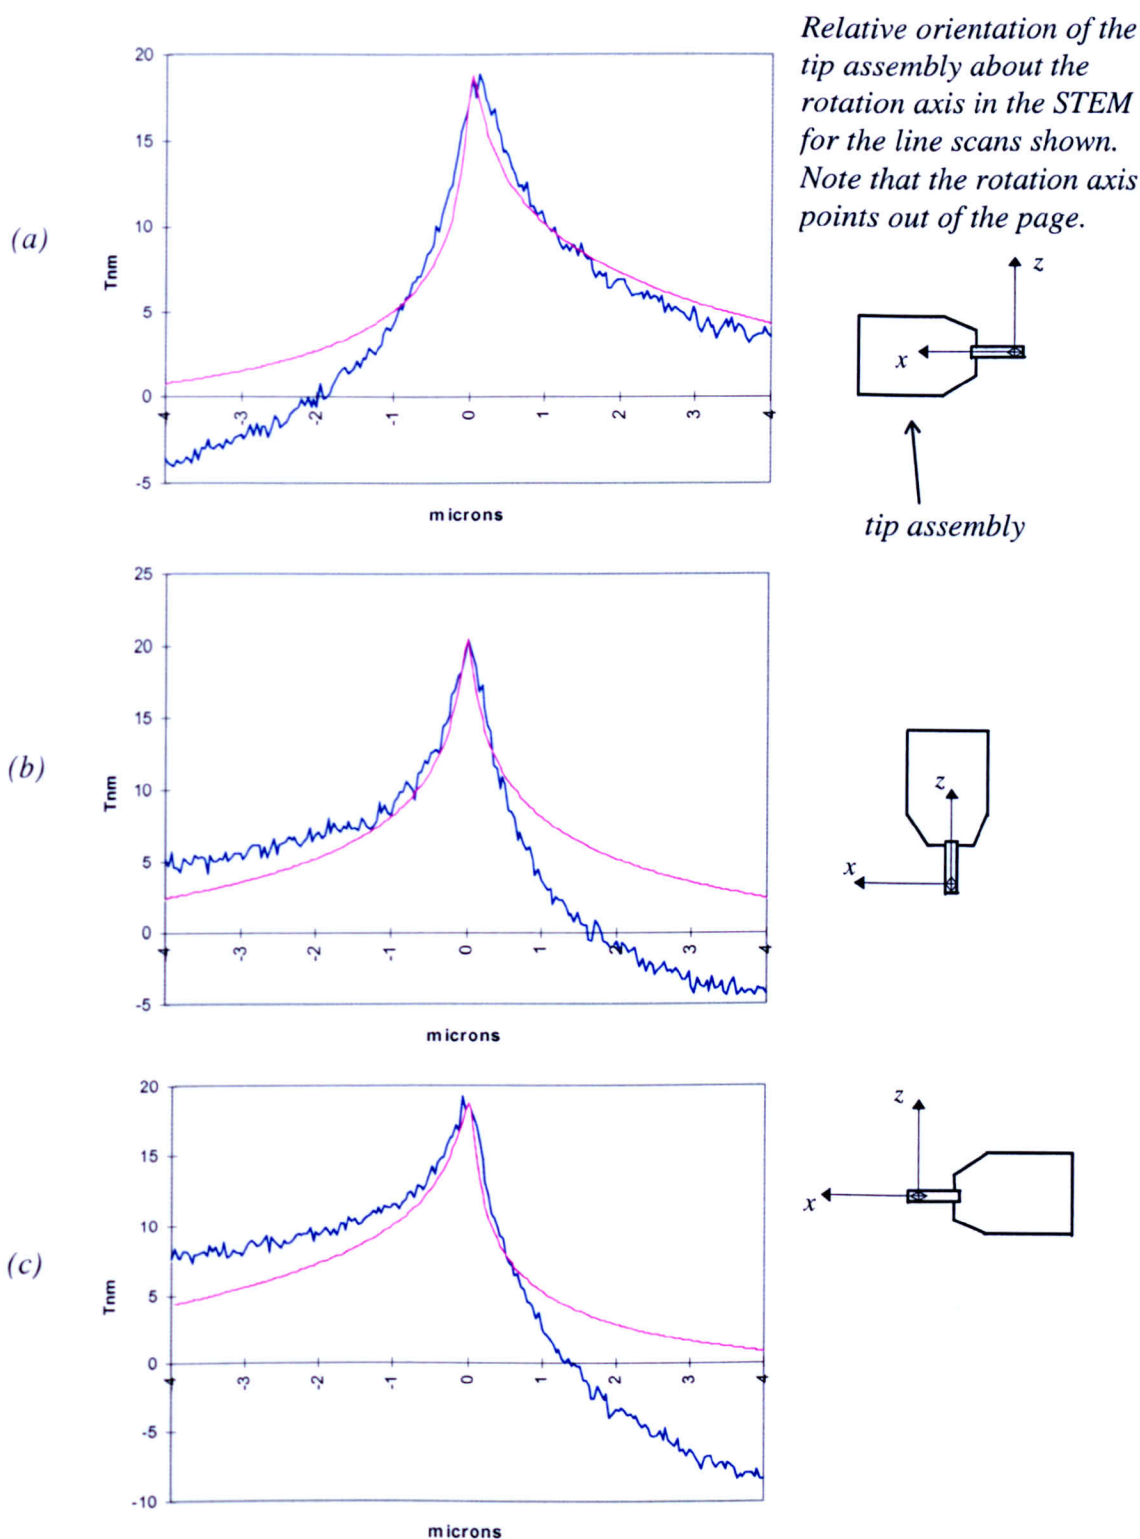 Relative orientation of the
tip assembly about the
rotation axis in the STEM
for the line scans shown.
Note that the rotation axis
points out of the page.
(a)
20
15
10
5
0
-5
Tnm
4
-3
-2
-1
0
1
2
3
4
microns
z
x
tip assembly
(b)
25
20
15
10
5
0
-5
Tnm
4
-3
-2
-1
0
1
2
3
4
microns
z
x
(c)
20
15
10
5
0
-5
-10
Tnm
4
-3
-2
-1
0
1
2
3
4
microns
z
x